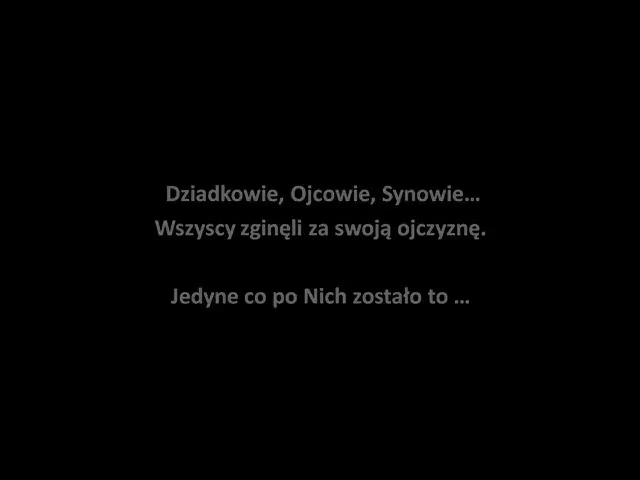 Dziadkowie, Ojcowie, Synowie...
Wszyscy zginęli za swoją ojczyznę.
Jedyne co po Nich zostało to ...